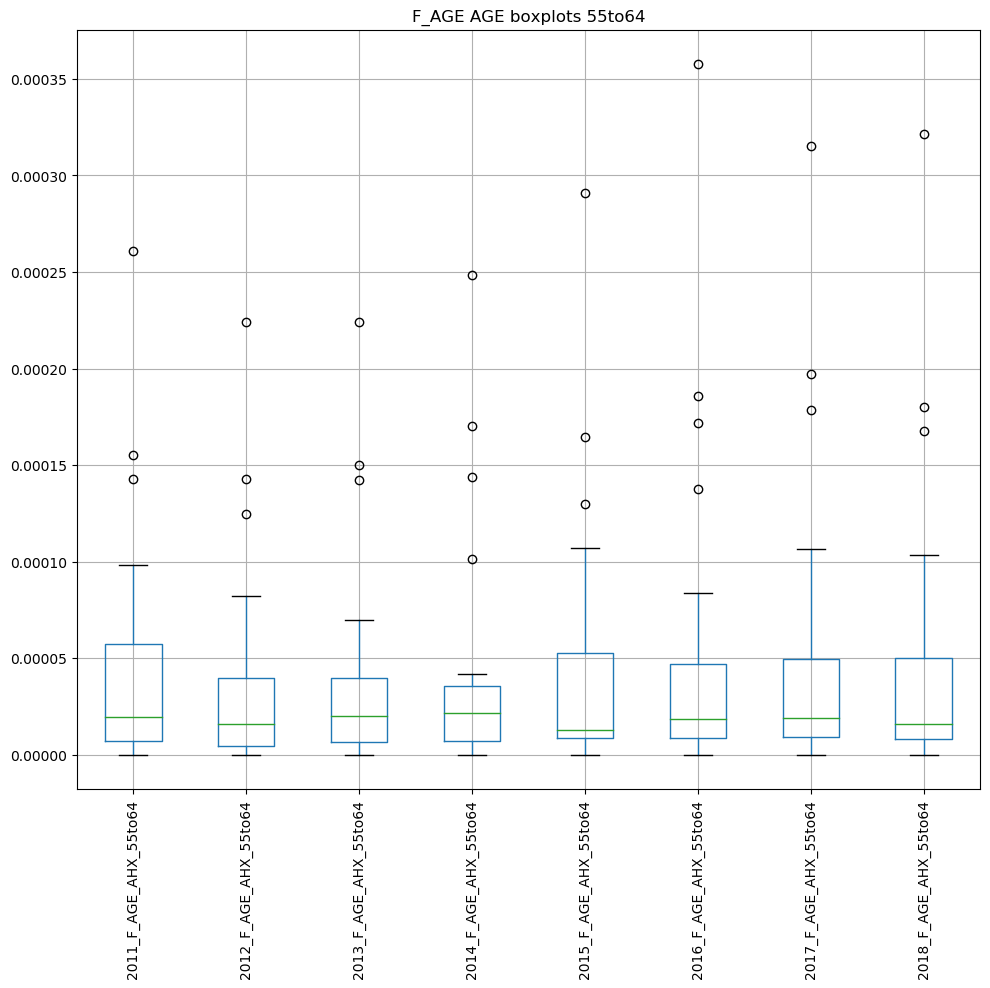 F_AGE AGE boxplots 55to64
0.00035
0.00030
0.00025
0.00020
0.00015
0.00010
0.00005
0.00000
2011_F_AGE_AHX_55to64
2012_F_AGE_AHX_55to64
2013_F_AGE_AHX_55to64
2014_F_AGE_AHX_55to64
2015_F_AGE_AHX_55to64
2016_F_AGE_AHX_55to64
2017_F_AGE_AHX_55to64
2018_F_AGE_AHX_55to64